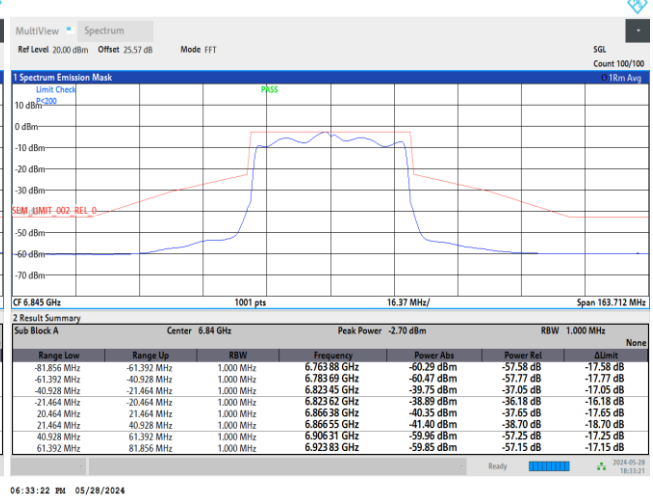 MultiView Spectrum
Ref Level 20.00 dBm Offset 25.57 dB Mode FFT SGL
Count 100/100
1 Spectrum Emission Mask 1Rm Avg
Limit Check PASS
P<200
10 dBm
0 dBm
-10 dBm
-20 dBm
-30 dBm
SEM_LIMIT_002_REL_0
-50 dBm
-60 dBm
-70 dBm
CF 6.845 GHz 1001 pts 16.37 MHz/ Span 163.712 MHz
2 Result Summary
Sub Block A Center 6.84 GHz Peak Power -2.70 dBm RBW 1.000 MHz
None
Range Low Range Up RBW Frequency Power Abs Power Rel ΔLimit
-81.856 MHz -61.392 MHz 1.000 MHz 6.763 88 GHz -60.29 dBm -57.58 dB -17.58 dB
-61.392 MHz -40.928 MHz 1.000 MHz 6.783 69 GHz -60.47 dBm -57.77 dB -17.77 dB
-40.928 MHz -21.464 MHz 1.000 MHz 6.823 45 GHz -39.75 dBm -37.05 dB -17.05 dB
-21.464 MHz -20.464 MHz 1.000 MHz 6.823 62 GHz -38.89 dBm -36.18 dB -16.18 dB
20.464 MHz 21.464 MHz 1.000 MHz 6.866 38 GHz -40.35 dBm -37.65 dB -17.65 dB
21.464 MHz 40.928 MHz 1.000 MHz 6.866 55 GHz -41.40 dBm -38.70 dB -18.70 dB
40.928 MHz 61.392 MHz 1.000 MHz 6.906 31 GHz -59.96 dBm -57.25 dB -17.25 dB
61.392 MHz 81.856 MHz 1.000 MHz 6.923 83 GHz -59.85 dBm -57.15 dB -17.15 dB
Ready 2024-05-28
18:33:21
06:33:22 PM 05/28/2024